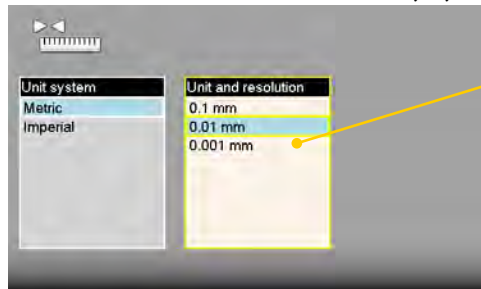 Unit system
Metric
Imperial
Unit and resolution
0.1 mm
0.01 mm
0.001 mm